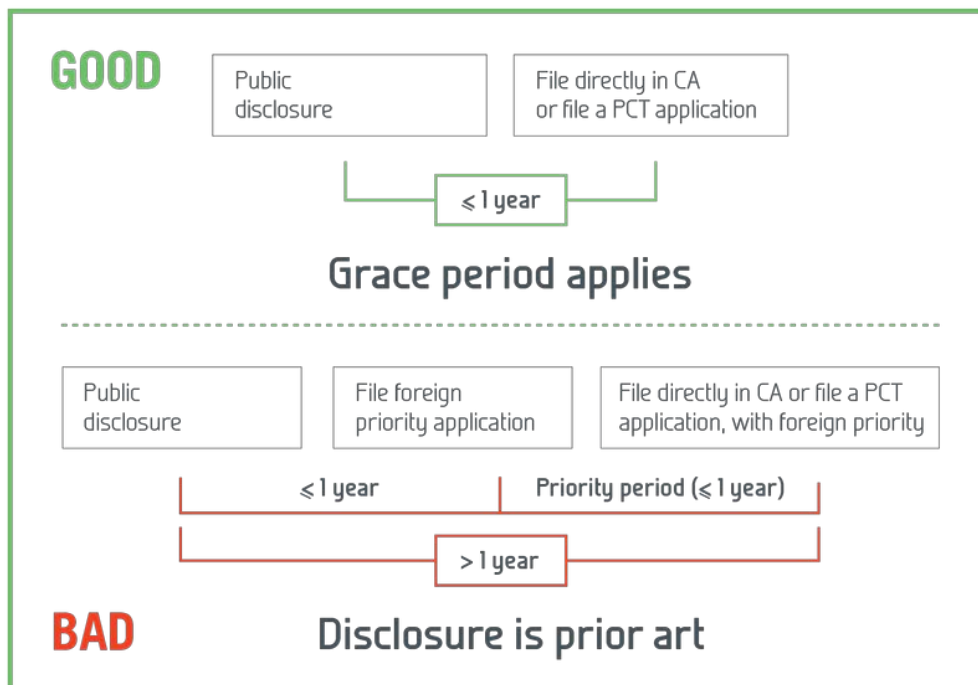 GOOD
Public
disclosure
File directly in CA
or file a PCT application
⩽ 1 year
Grace period applies
Public
disclosure
File foreign
priority application
File directly in CA or file a PCT
application, with foreign priority
⩽ 1 year
Priority period (⩽ 1 year)
> 1 year
BAD
Disclosure is prior art